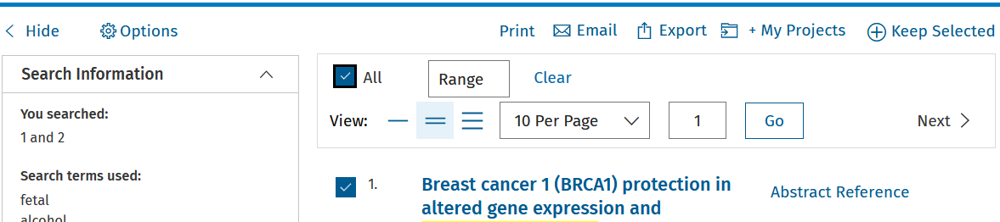 Hide Options Print Email Export + My Projects Keep Selected
Search Information
You searched:
1 and 2
Search terms used:
fetal
alcohol
All Range Clear
View: 10 Per Page 1 Go Next
1. Breast cancer 1 (BRCA1) protection in
altered gene expression and
Abstract Reference